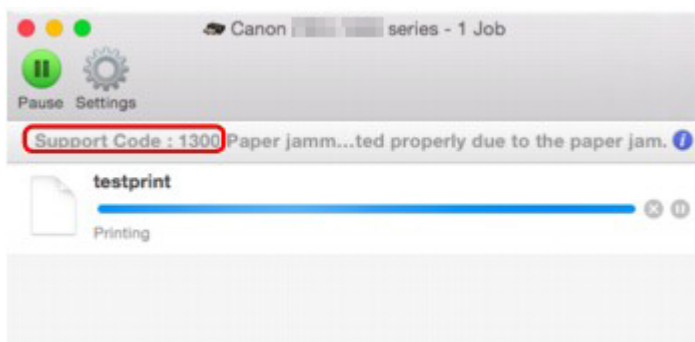 Canon series - 1 Job
Pause Settings
Support Code : 1300 Paper jamm...ted properly due to the paper jam.
testprint
Printing